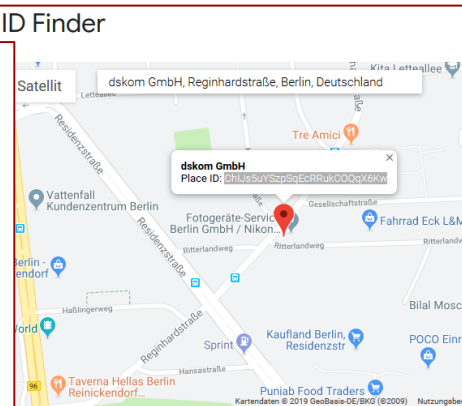 ID Finder
Satellit
dskom GmbH, Reginhardstraße, Berlin, Deutschland
Kita Letteallee
Letteallee
Residenzstraße
Tre Amici
dskom GmbH
Place ID: ChIJs5uYSzpSqEcRRukCOQqX6Kw
Vattenfall
Kundenzentrum Berlin
Gesellschaftstraße
Fotogeräte-Servic
Berlin GmbH / Nikon...
Fahrrad Eck L&M
Residenzstraße
Ritterlandweg
Ritterlandweg
Ritterlandw
Berlin -
endorf
Haßlingerweg
Bilal Mosc
World
Reginhardstraße
Sprint
Kaufland Berlin,
Residenzstr
POCO Einr
Hansastraße
96
Taverna Hellas Berlin
Reinickendorf...
Punjab Food Traders
Kartendaten © 2019 GeoBasis-DE/BKG (©2009)
Nutzungsbe